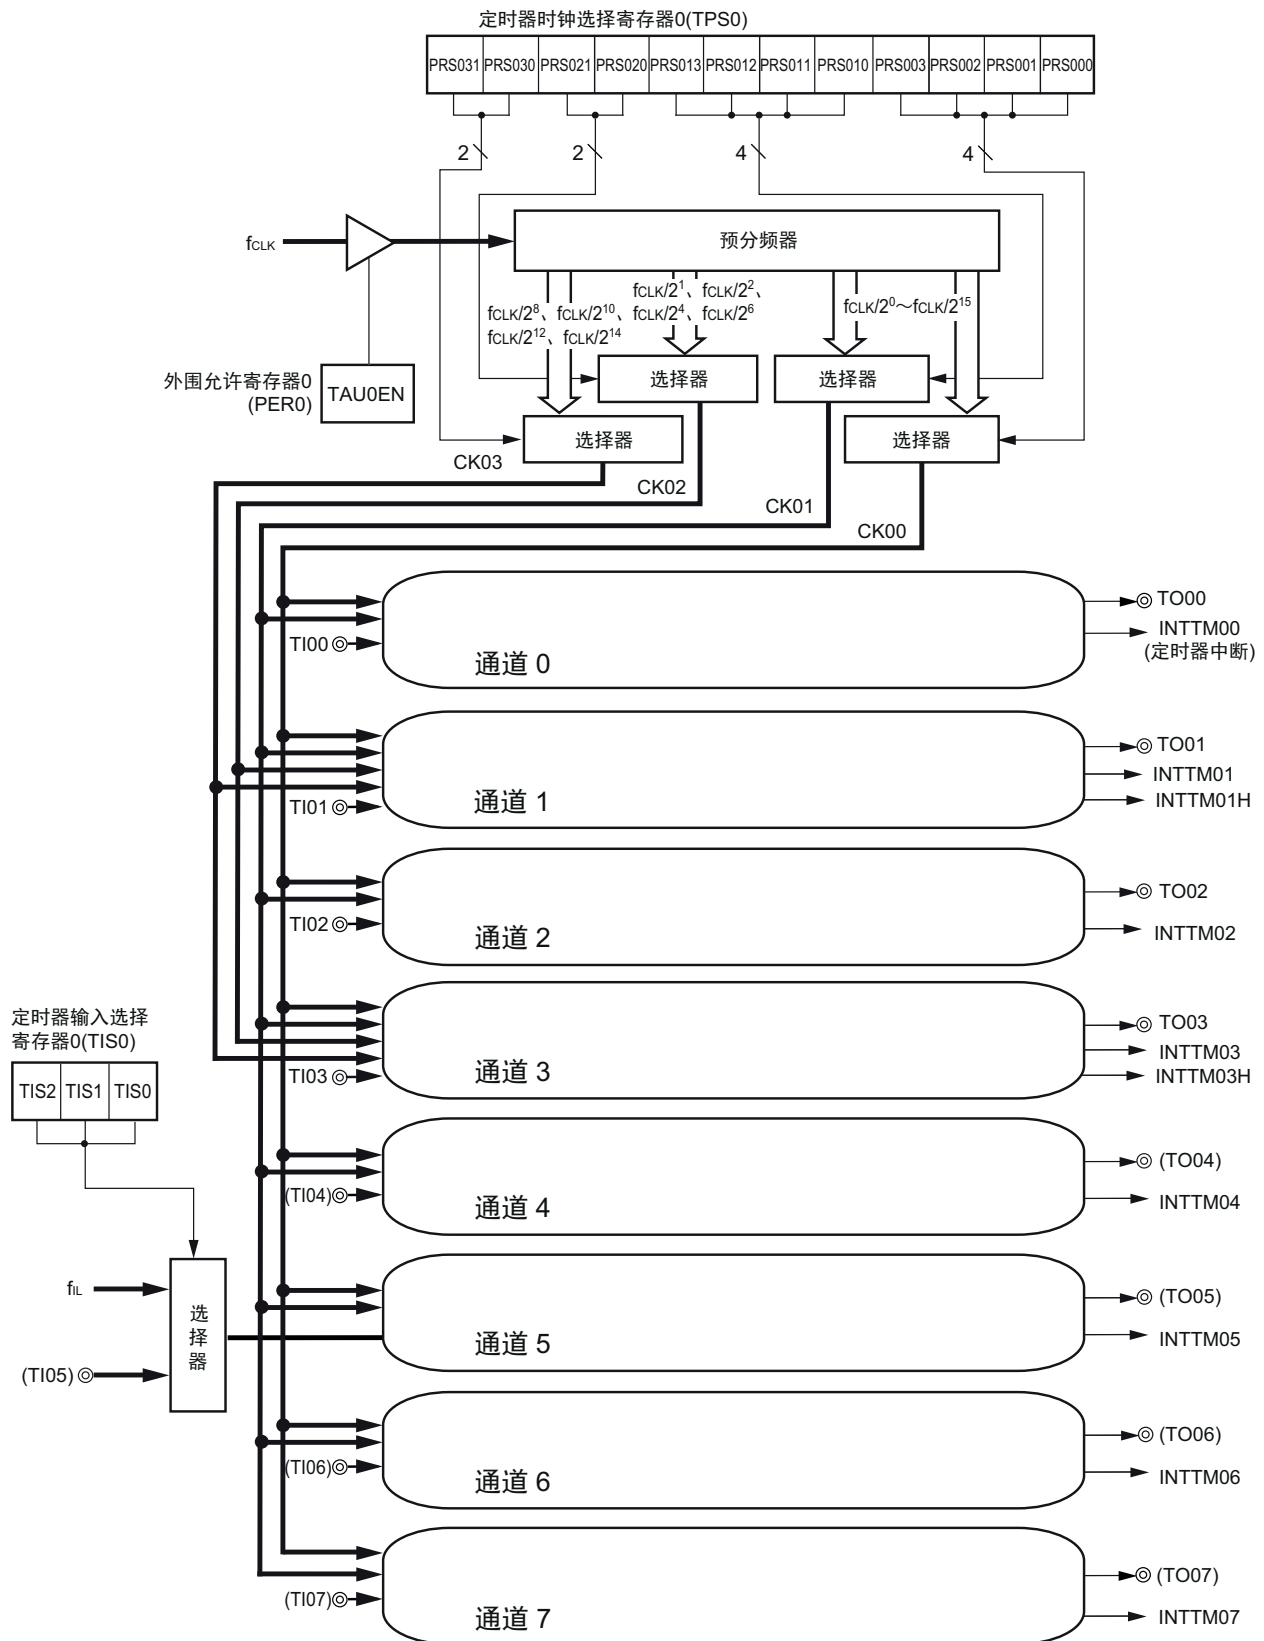 定时器时钟选择寄存器0(TPS0)
PRS031 PRS030 PRS021 PRS020 PRS013 PRS012 PRS011 PRS010 PRS003 PRS002 PRS001 PRS000
2 2 4 4
fCLK
预分频器
fCLK/2⁸、fCLK/2¹⁰、
fCLK/2¹²、fCLK/2¹⁴
fCLK/2¹、fCLK/2²、
fCLK/2⁴、fCLK/2⁶
fCLK/2⁰～fCLK/2¹⁵
外围允许寄存器0
(PER0)
TAU0EN
选择器
选择器
选择器
选择器
CK03
CK02
CK01
CK00
TI00
通道 0
TO00
INTTM00
(定时器中断)
TI01
通道 1
TO01
INTTM01
INTTM01H
TI02
通道 2
TO02
INTTM02
定时器输入选择
寄存器0(TIS0)
TIS2 TIS1 TIS0
TI03
通道 3
TO03
INTTM03
INTTM03H
(TI04)
通道 4
(TO04)
INTTM04
fIL
(TI05)
选择器
通道 5
(TO05)
INTTM05
(TI06)
通道 6
(TO06)
INTTM06
(TI07)
通道 7
(TO07)
INTTM07